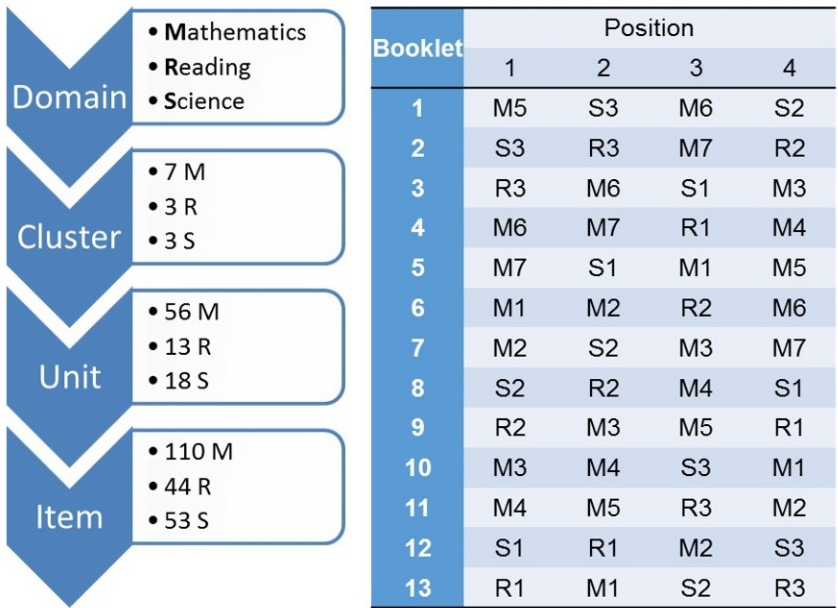 Domain
• Mathematics
• Reading
• Science
Cluster
• 7 M
• 3 R
• 3 S
Unit
• 56 M
• 13 R
• 18 S
Item
• 110 M
• 44 R
• 53 S
Booklet Position
1 2 3 4
1 M5 S3 M6 S2
2 S3 R3 M7 R2
3 R3 M6 S1 M3
4 M6 M7 R1 M4
5 M7 S1 M1 M5
6 M1 M2 R2 M6
7 M2 S2 M3 M7
8 S2 R2 M4 S1
9 R2 M3 M5 R1
10 M3 M4 S3 M1
11 M4 M5 R3 M2
12 S1 R1 M2 S3
13 R1 M1 S2 R3